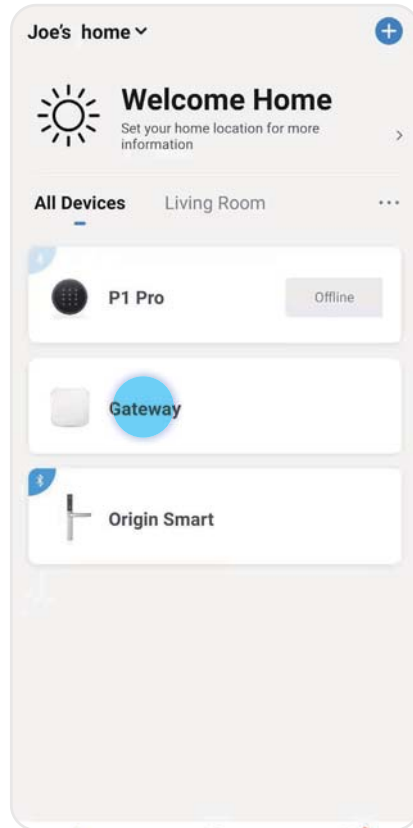 Joe's home
Welcome Home
Set your home location for more
information
All Devices
Living Room
P1 Pro
Offline
Gateway
Origin Smart